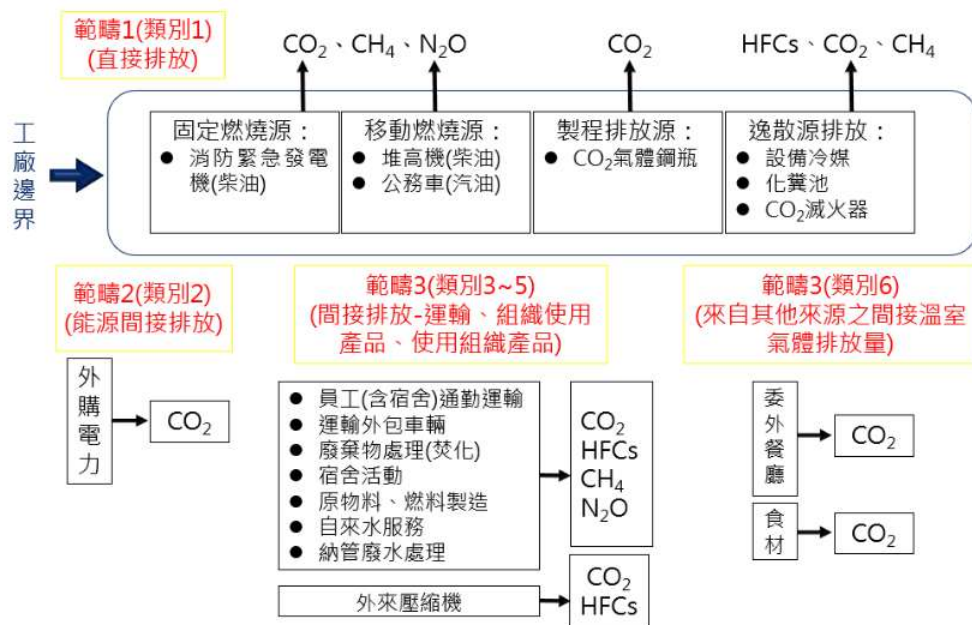 範疇1(類別1)
(直接排放)
CO₂、CH₄、N₂O
CO₂
HFCs、CO₂、CH₄
工廠邊界
固定燃燒源：
● 消防緊急發電
機(柴油)
移動燃燒源：
● 堆高機(柴油)
● 公務車(汽油)
製程排放源：
● CO₂氣體鋼瓶
逸散源排放：
● 設備冷媒
● 化糞池
● CO₂滅火器
範疇2(類別2)
(能源間接排放)
外購電力
CO₂
範疇3(類別3~5)
(間接排放-運輸、組織使用
產品、使用組織產品)
● 員工(含宿舍)通勤運輸
● 運輸外包車輛
● 廢棄物處理(焚化)
● 宿舍活動
● 原物料、燃料製造
● 自來水服務
● 納管廢水處理
CO₂
HFCs
CH₄
N₂O
外來壓縮機
CO₂
HFCs
範疇3(類別6)
(來自其他來源之間接溫室
氣體排放量)
委外餐廳
CO₂
食材
CO₂